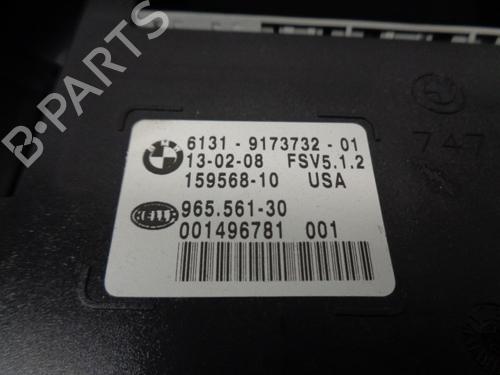 B-PARTS
747
6131 - 9173732 - 01
13-02-08 FSV5.1.2
159568-10 USA
HELLA
965.561-30
001496781 001